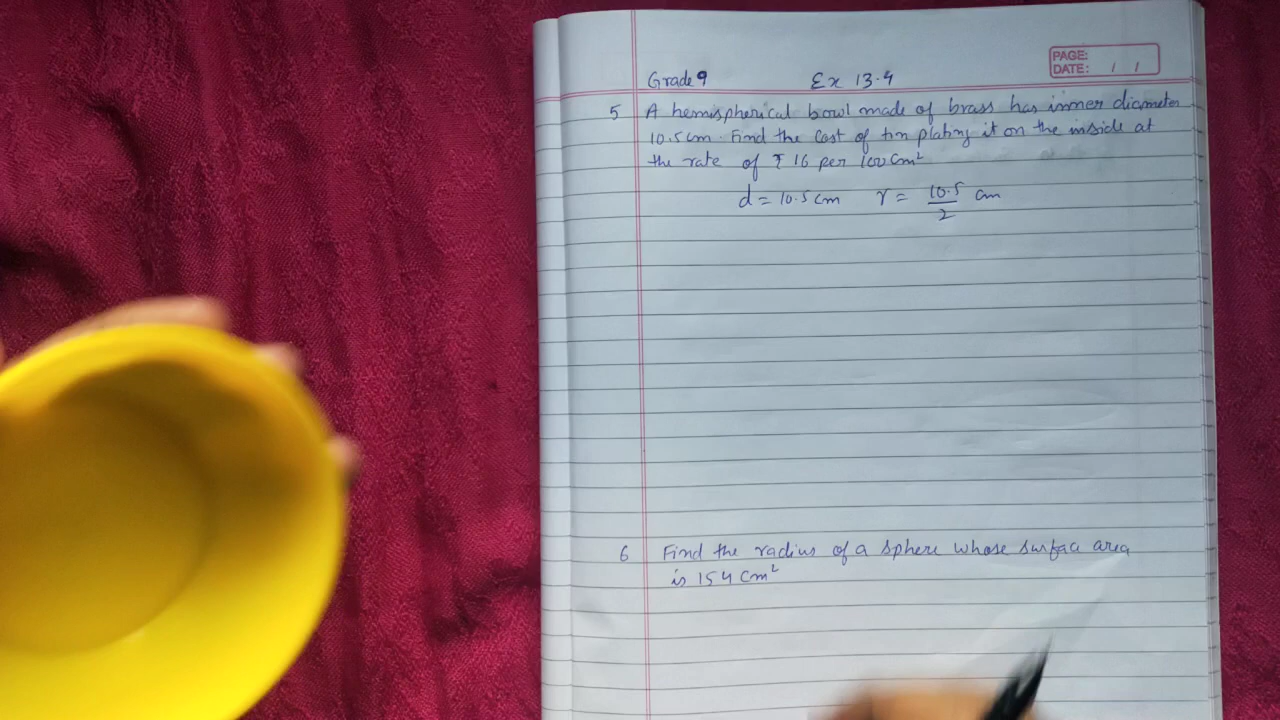 PAGE:
DATE: / /
Grade 9 Ex 13.4
5 A hemispherical bowl made of brass has inner diameter
10.5 cm. Find the Cost of tin plating it on the inside at
the rate of ₹ 16 per 100 cm²
d = 10.5 cm r = 10.5/2 cm
6 Find the radius of a sphere whose surfac area
is 154 cm²